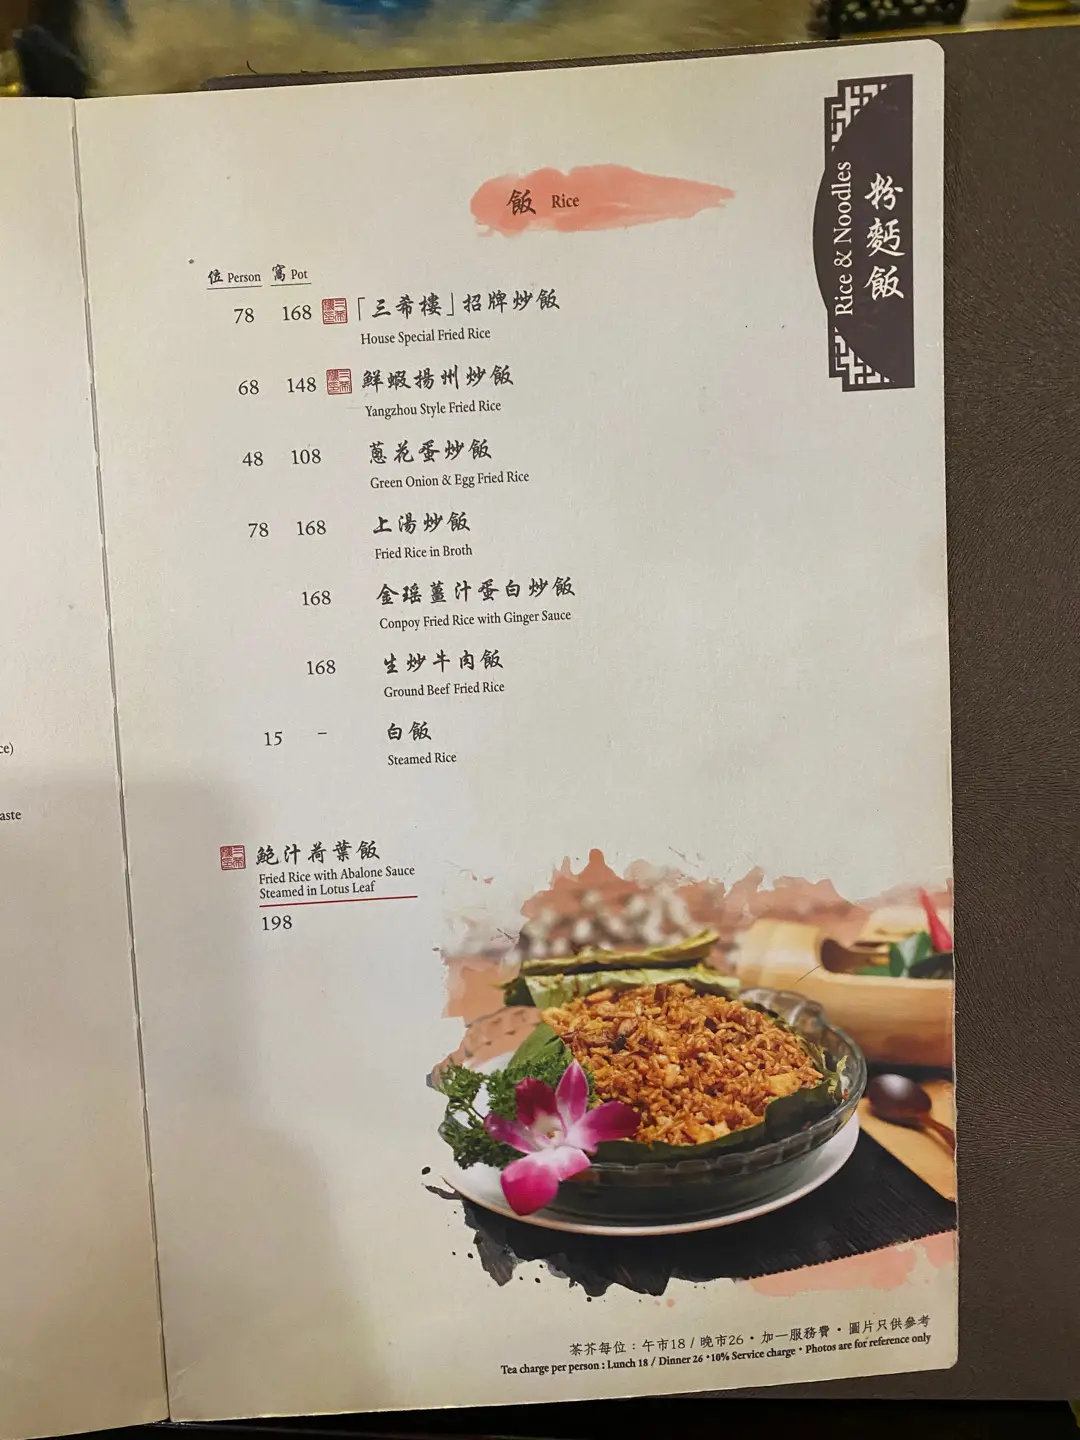 ce)
aste
粉麵飯
Rice & Noodles
飯 Rice
位 Person 窩 Pot
78 168 「三希樓」招牌炒飯
House Special Fried Rice
68 148 鮮蝦揚州炒飯
Yangzhou Style Fried Rice
48 108 蔥花蛋炒飯
Green Onion & Egg Fried Rice
78 168 上湯炒飯
Fried Rice in Broth
168 金瑤薑汁蛋白炒飯
Conpoy Fried Rice with Ginger Sauce
168 生炒牛肉飯
Ground Beef Fried Rice
15 – 白飯
Steamed Rice
鮑汁荷葉飯
Fried Rice with Abalone Sauce
Steamed in Lotus Leaf
198
茶芥每位：午市18 / 晚市26・加一服務費・圖片只供參考
Tea charge per person : Lunch 18 / Dinner 26 •10% Service charge • Photos are for reference only